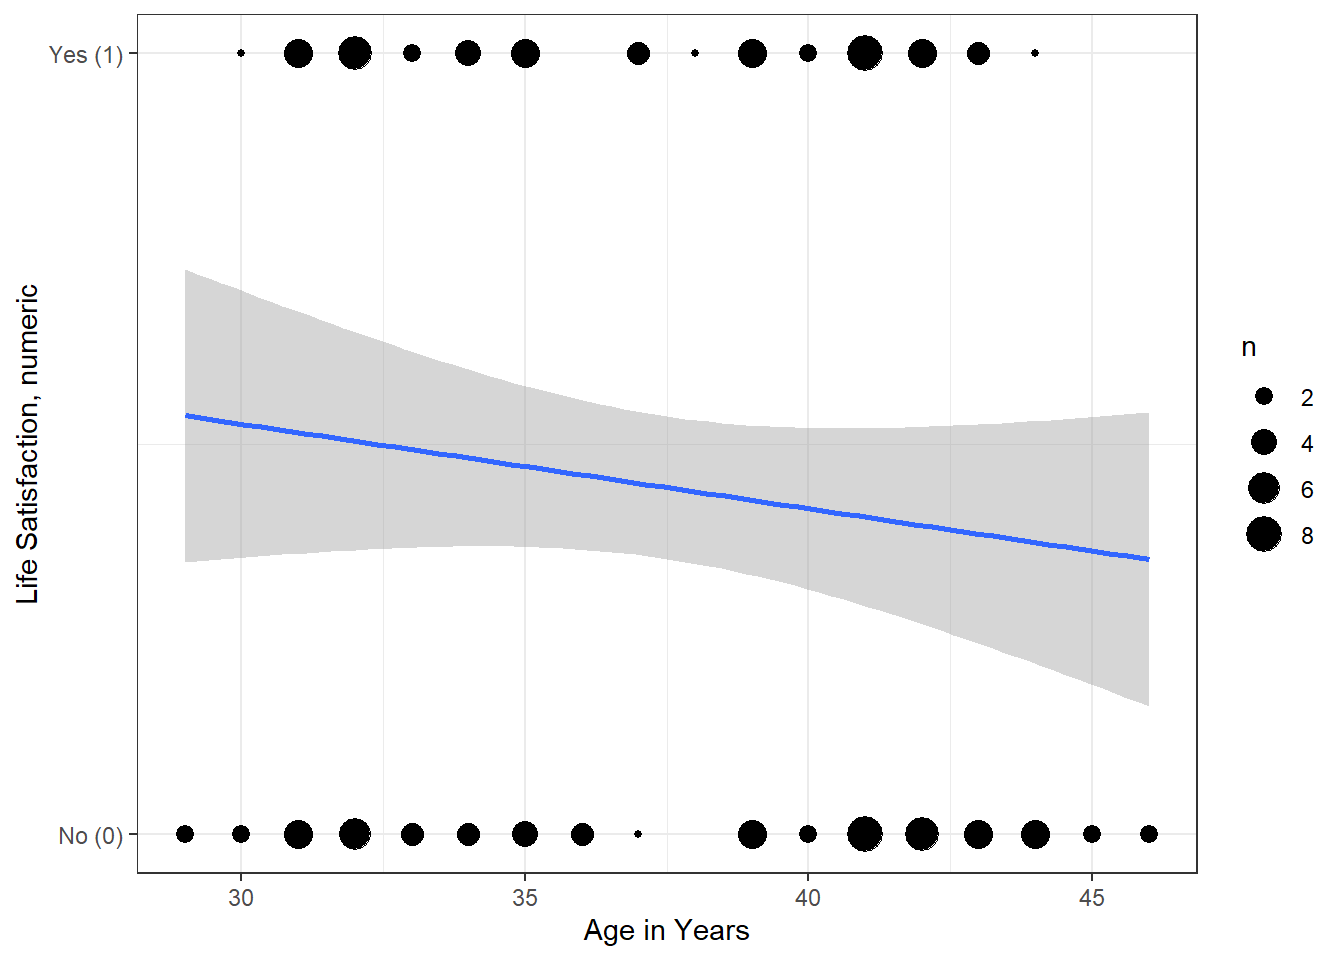 Yes (1)
No (0)
Life Satisfaction, numeric
30
35
40
45
Age in Years
n
2
4
6
8